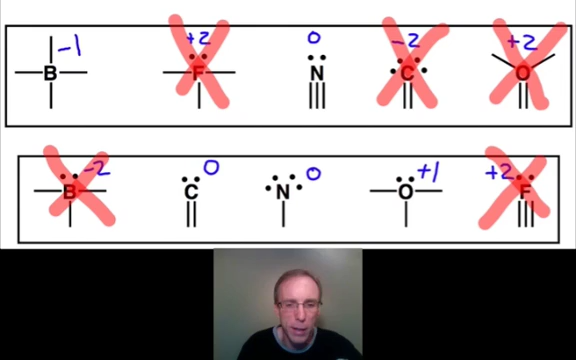 -1 +2 0 -2 +2
B F N C O
-2 0 0 +1 +2
B C N O F